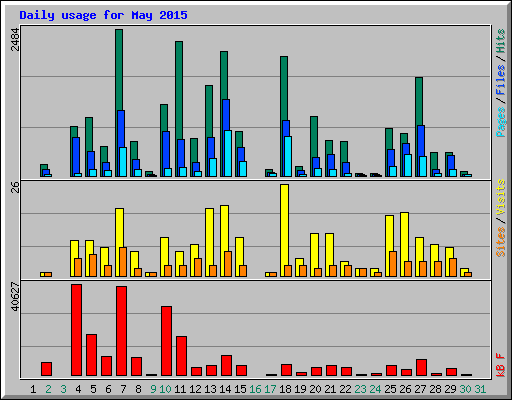 Daily usage for May 2015
2484
26
40627
Pages/Files/Hits
Sites/Visits
kB F
1 2 3 4 5 6 7 8 9 10 11 12 13 14 15 16 17 18 19 20 21 22 23 24 25 26 27 28 29 30 31